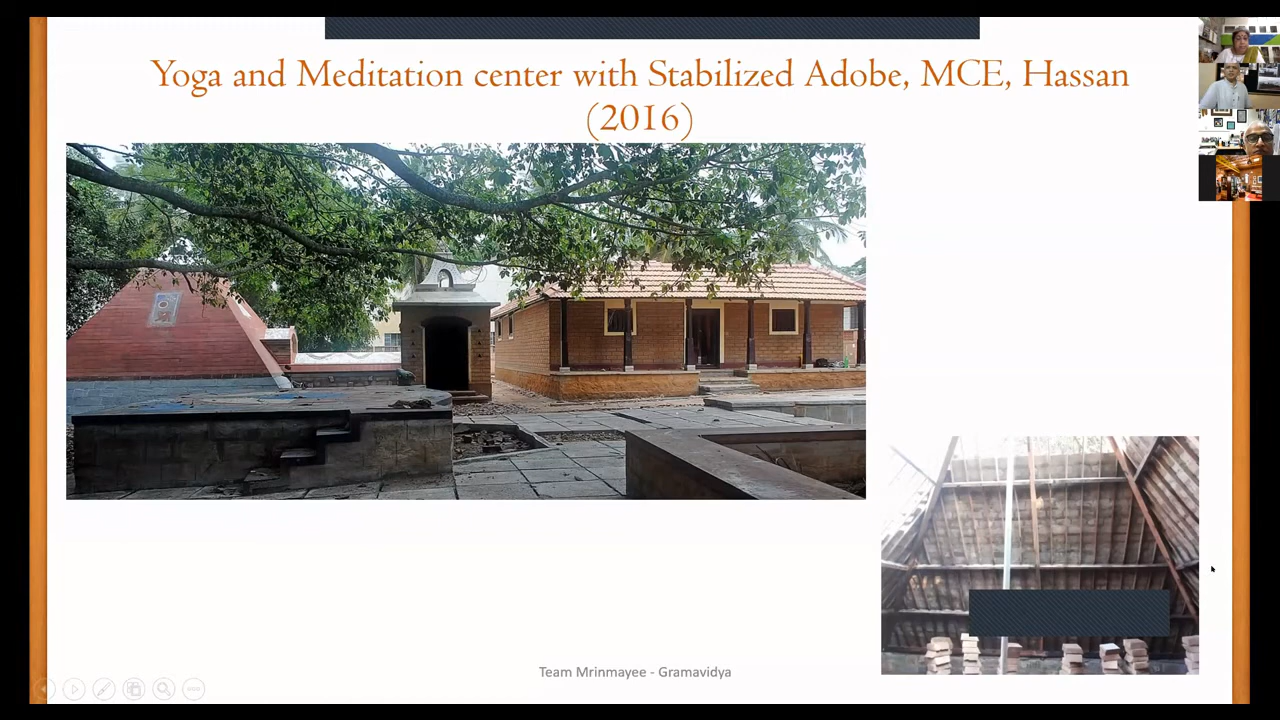 Yoga and Meditation center with Stabilized Adobe, MCE, Hassan
(2016)
Team Mrinmayee - Gramavidya